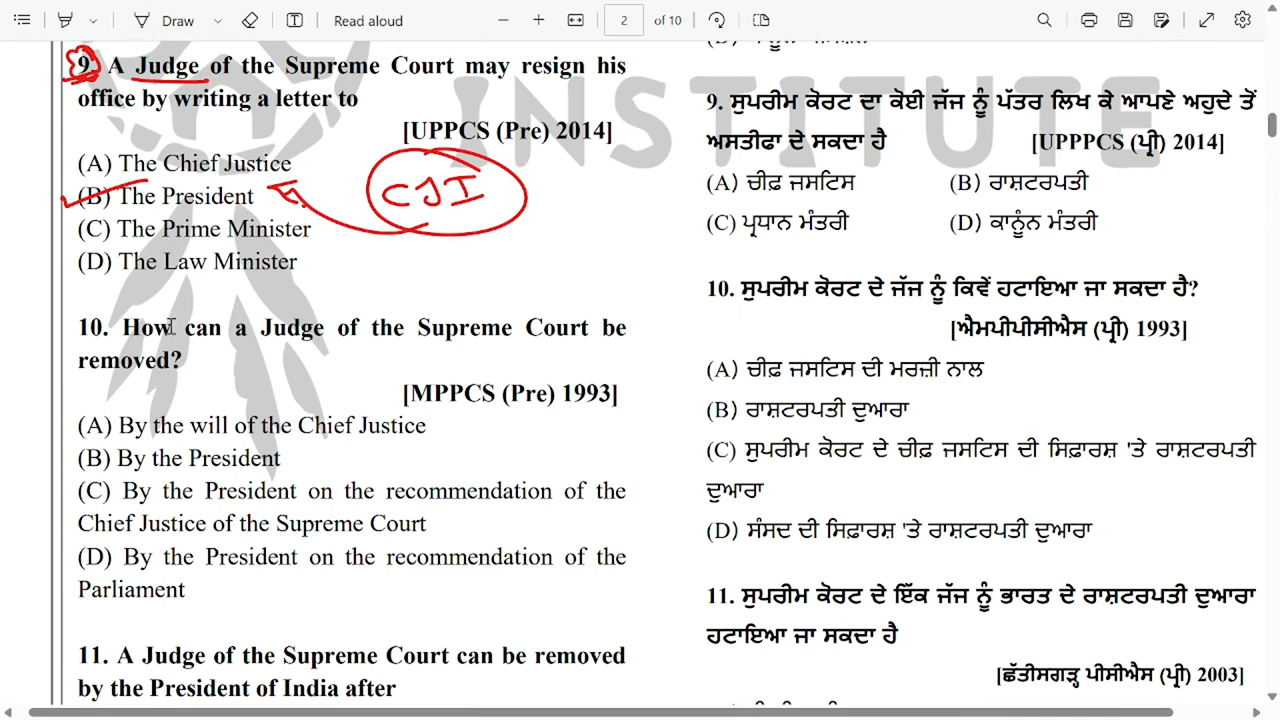 Draw
Read aloud
2
of 10
INSTITUTE
9. A Judge of the Supreme Court may resign his
office by writing a letter to
[UPPCS (Pre) 2014]
(A) The Chief Justice
(B) The President
CJI
(C) The Prime Minister
(D) The Law Minister
10. How can a Judge of the Supreme Court be
removed?
[MPPCS (Pre) 1993]
(A) By the will of the Chief Justice
(B) By the President
(C) By the President on the recommendation of the
Chief Justice of the Supreme Court
(D) By the President on the recommendation of the
Parliament
11. A Judge of the Supreme Court can be removed
by the President of India after
9. ਸੁਪਰੀਮ ਕੋਰਟ ਦਾ ਕੋਈ ਜੱਜ ਨੂੰ ਪੱਤਰ ਲਿਖ ਕੇ ਆਪਣੇ ਅਹੁਦੇ ਤੋਂ
ਅਸਤੀਫਾ ਦੇ ਸਕਦਾ ਹੈ
[UPPPCS (ਪ੍ਰੀ) 2014]
(A) ਚੀਫ਼ ਜਸਟਿਸ (B) ਰਾਸ਼ਟਰਪਤੀ
(C) ਪ੍ਰਧਾਨ ਮੰਤਰੀ (D) ਕਾਨੂੰਨ ਮੰਤਰੀ
10. ਸੁਪਰੀਮ ਕੋਰਟ ਦੇ ਜੱਜ ਨੂੰ ਕਿਵੇਂ ਹਟਾਇਆ ਜਾ ਸਕਦਾ ਹੈ?
[ਐਮਪੀਪੀਸੀਐਸ (ਪ੍ਰੀ) 1993]
(A) ਚੀਫ਼ ਜਸਟਿਸ ਦੀ ਮਰਜ਼ੀ ਨਾਲ
(B) ਰਾਸ਼ਟਰਪਤੀ ਦੁਆਰਾ
(C) ਸੁਪਰੀਮ ਕੋਰਟ ਦੇ ਚੀਫ਼ ਜਸਟਿਸ ਦੀ ਸਿਫ਼ਾਰਸ਼ 'ਤੇ ਰਾਸ਼ਟਰਪਤੀ
ਦੁਆਰਾ
(D) ਸੰਸਦ ਦੀ ਸਿਫ਼ਾਰਸ਼ 'ਤੇ ਰਾਸ਼ਟਰਪਤੀ ਦੁਆਰਾ
11. ਸੁਪਰੀਮ ਕੋਰਟ ਦੇ ਇੱਕ ਜੱਜ ਨੂੰ ਭਾਰਤ ਦੇ ਰਾਸ਼ਟਰਪਤੀ ਦੁਆਰਾ
ਹਟਾਇਆ ਜਾ ਸਕਦਾ ਹੈ
[ਛੱਤੀਸਗੜ੍ਹ ਪੀਸੀਐਸ (ਪ੍ਰੀ) 2003]